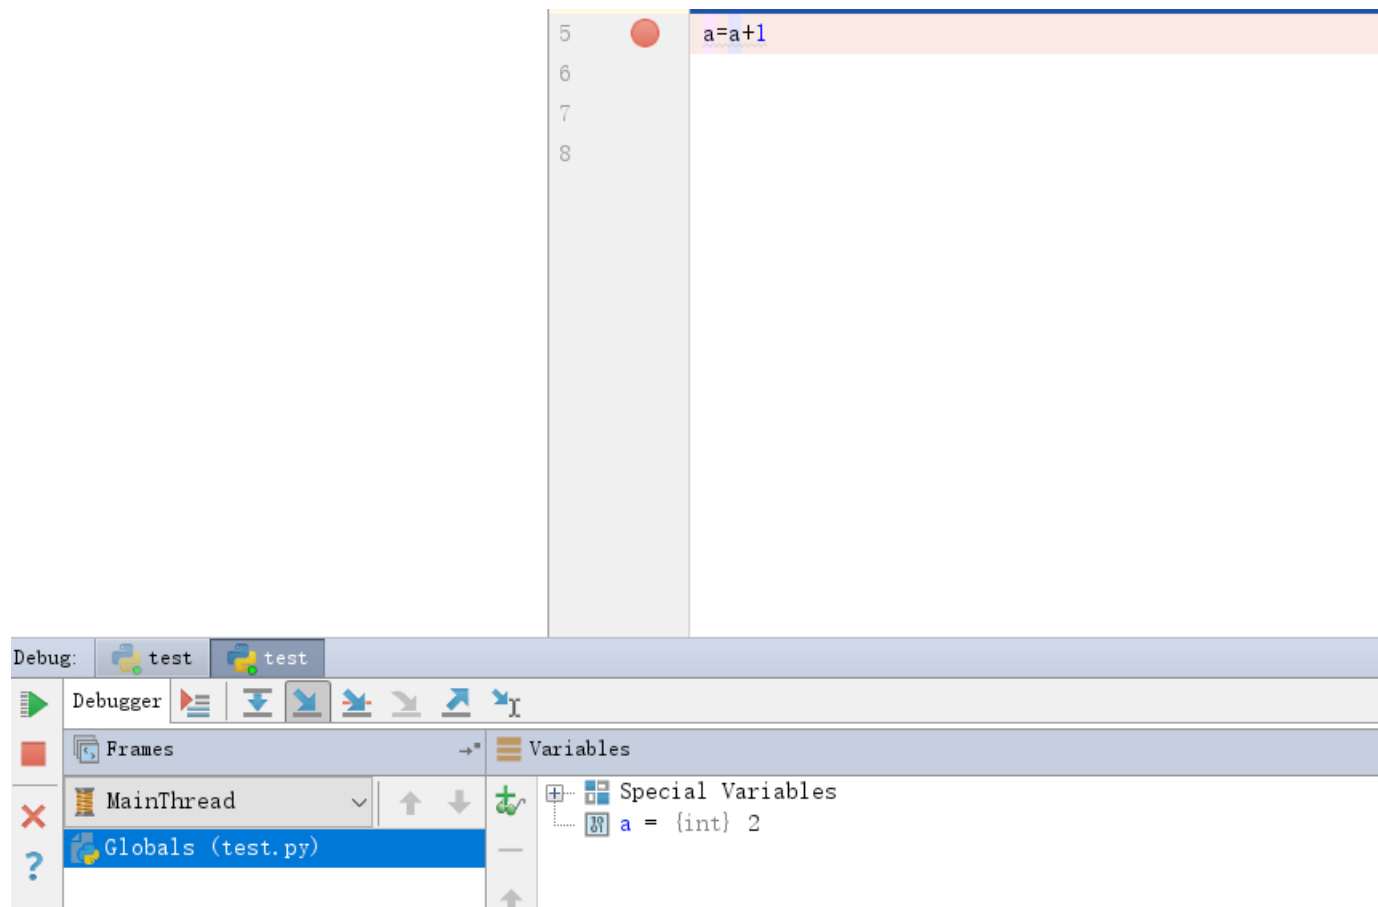 5 a=a+1
6
7
8
Debug: test test
Debugger
Frames Variables
MainThread Special Variables
a = {int} 2
Globals (test.py)